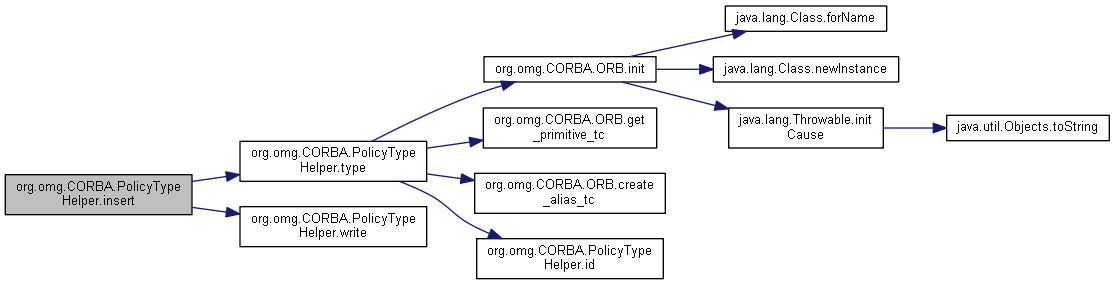 java.lang.Class.forName
org.omg.CORBA.ORB.init
java.lang.Class.newInstance
org.omg.CORBA.ORB.get
_primitive_tc
java.lang.Throwable.init
Cause
java.util.Objects.toString
org.omg.CORBA.PolicyType
Helper.type
org.omg.CORBA.PolicyType
Helper.insert
org.omg.CORBA.ORB.create
_alias_tc
org.omg.CORBA.PolicyType
Helper.write
org.omg.CORBA.PolicyType
Helper.id